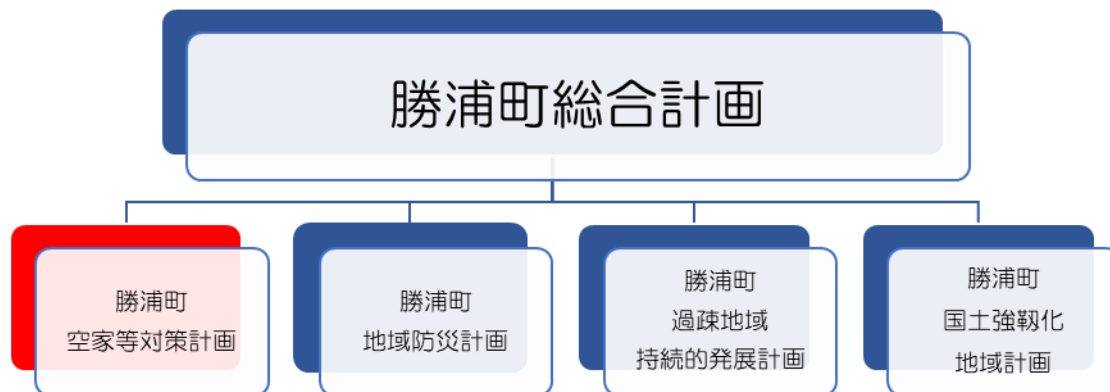 勝浦町総合計画
勝浦町
空家等対策計画
勝浦町
地域防災計画
勝浦町
過疎地域
持続的発展計画
勝浦町
国土強靱化
地域計画